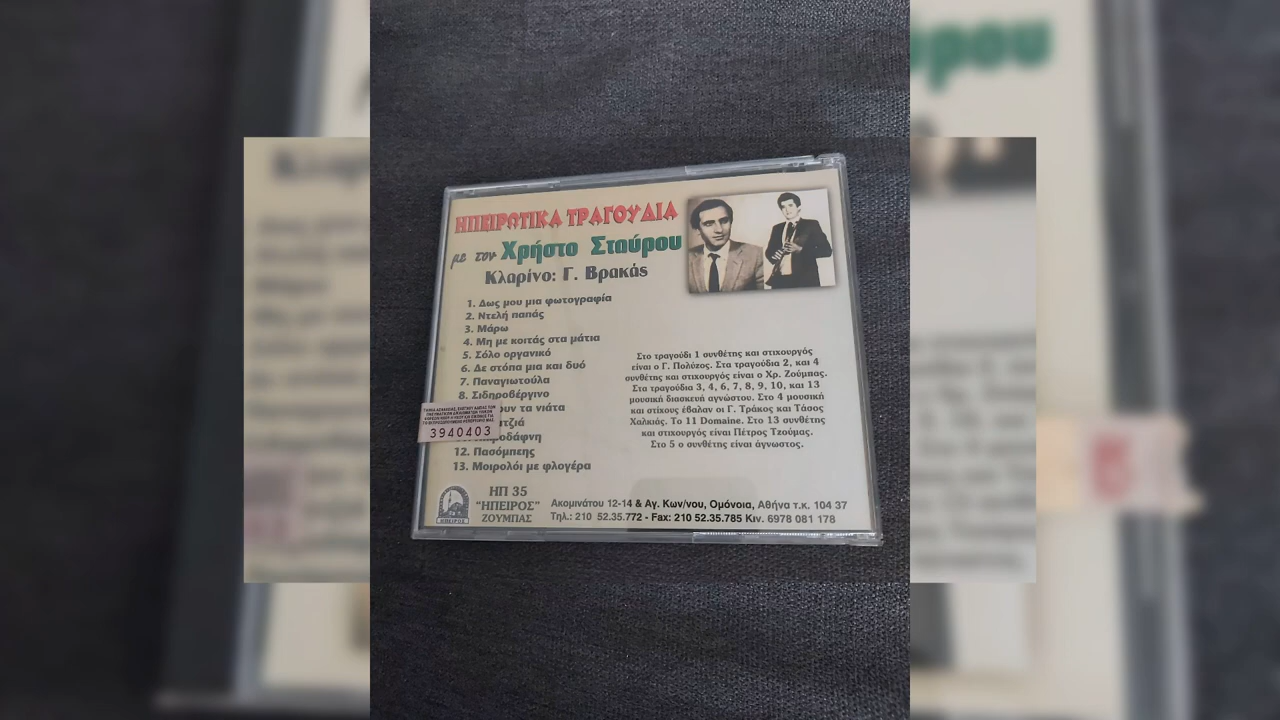 ΗΠΕΙΡΩΤΙΚΑ ΤΡΑΓΟΥΔΙΑ
με τον Χρήστο Σταύρου
Κλαρίνο: Γ. Βρακάς
1. Δως μου μια φωτογραφία
2. Ντελή παπάς
3. Μάρω
4. Μη με κοιτάς στα μάτια
5. Σόλο οργανικό
6. Δε στόπα μια και δυό
7. Παναγιωτούλα
8. Σιδηροβέργινο
τα νιάτα
12. Πασόμπεης
13. Μοιρολόι με φλογέρα
3940403
Στο τραγούδι 1 συνθέτης και στιχουργός
είναι ο Γ. Πολύζος. Στα τραγούδια 2, και 4
συνθέτης και στιχουργός είναι ο Χρ. Ζούμπας.
Στα τραγούδια 3, 4, 6, 7, 8, 9, 10, και 13
μουσική διασκευή αγνώστου. Στο 4 μουσική
και στίχους έβαλαν οι Γ. Τράκος και Τάσος
Χαλκιάς. Το 11 Domaine. Στο 13 συνθέτης
και στιχουργός είναι Πέτρος Τζούμας.
Στο 5 ο συνθέτης είναι άγνωστος.
ΗΠΕΙΡΟΣ
ΗΠ 35
"ΗΠΕΙΡΟΣ"
ΖΟΥΜΠΑΣ
Ακομινάτου 12-14 & Αγ. Κων/νου, Ομόνοια, Αθήνα τ.κ. 104 37
Τηλ.: 210 52.35.772 - Fax: 210 52.35.785 Κιν. 6978 081 178